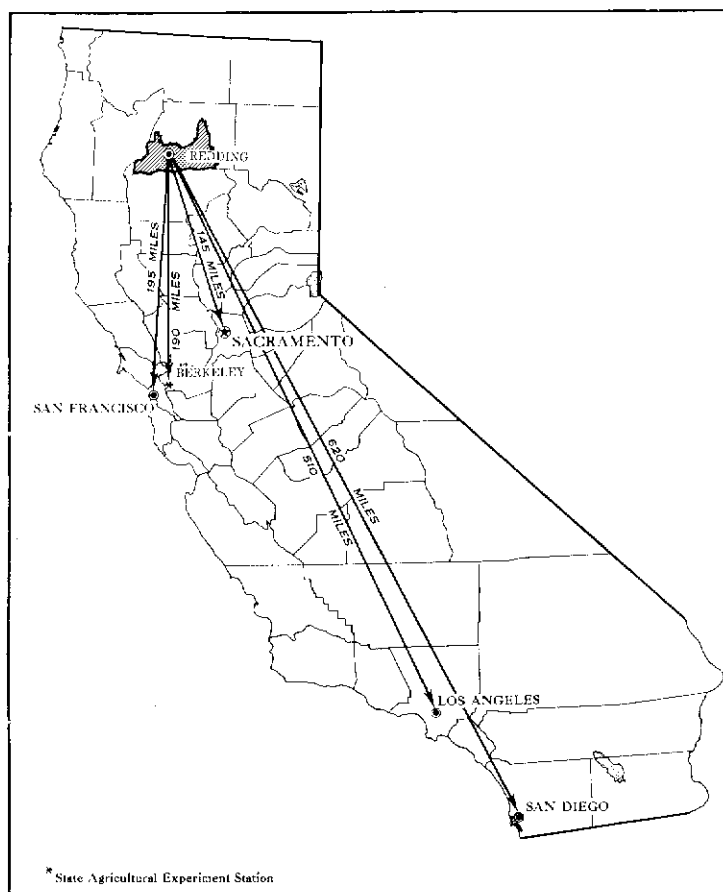 REDDING
195 MILES
190 MILES
145 MILES
SACRAMENTO
* BERKELEY
SAN FRANCISCO
510 MILES
620 MILES
LOS ANGELES
SAN DIEGO
* State Agricultural Experiment Station